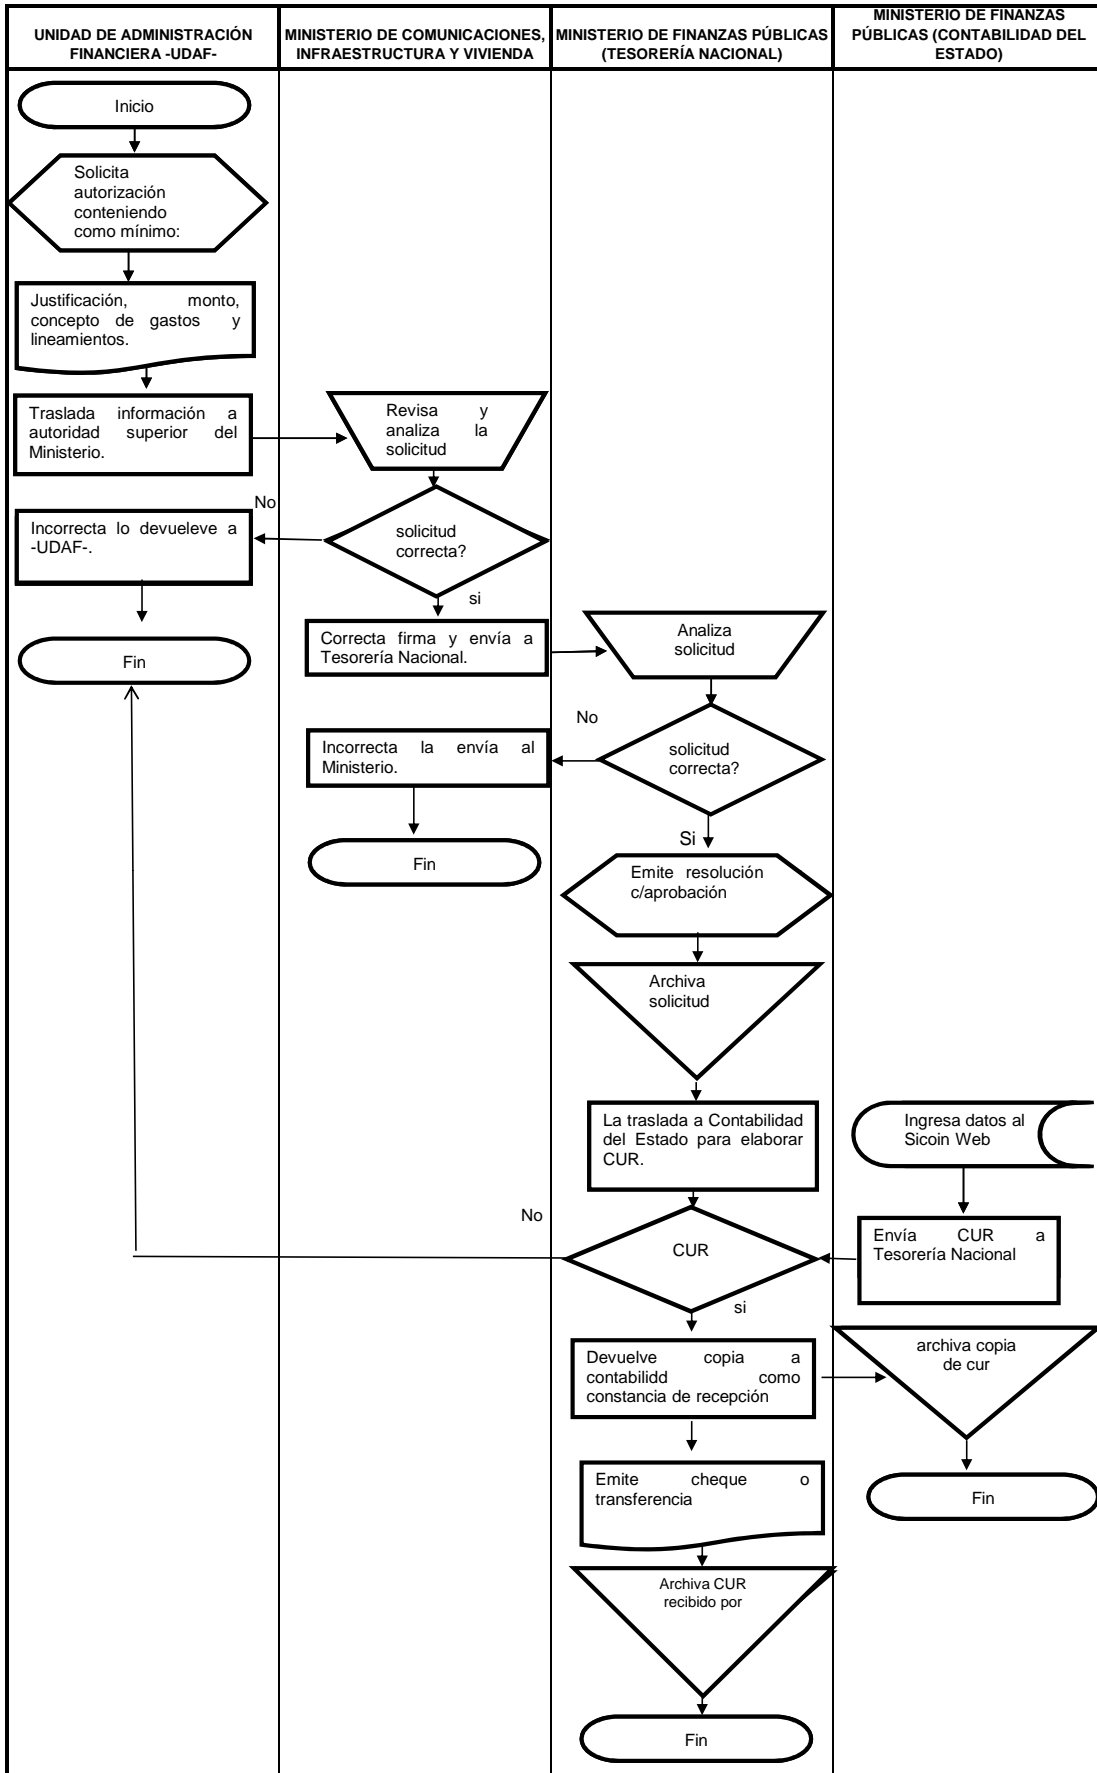 UNIDAD DE ADMINISTRACIÓN
FINANCIERA -UDAF-
MINISTERIO DE COMUNICACIONES,
INFRAESTRUCTURA Y VIVIENDA
MINISTERIO DE FINANZAS PÚBLICAS
(TESORERÍA NACIONAL)
MINISTERIO DE FINANZAS
PÚBLICAS (CONTABILIDAD DEL
ESTADO)
Inicio
Solicita
autorización
conteniendo
como mínimo:
Justificación, monto,
concepto de gastos y
lineamientos.
Traslada información a
autoridad superior del
Ministerio.
Revisa y
analiza la
solicitud
No
Incorrecta lo devueleve a
-UDAF-.
solicitud
correcta?
si
Fin
Correcta firma y envía a
Tesorería Nacional.
Analiza
solicitud
No
Incorrecta la envía al
Ministerio.
solicitud
correcta?
Si
Fin
Emite resolución
c/aprobación
Archiva
solicitud
La traslada a Contabilidad
del Estado para elaborar
CUR.
Ingresa datos al
Sicoin Web
No
CUR
Envía CUR a
Tesorería Nacional
si
Devuelve copia a
contabilidd como
constancia de recepción
archiva copia
de cur
Emite cheque o
transferencia
Fin
Archiva CUR
recibido por
Fin